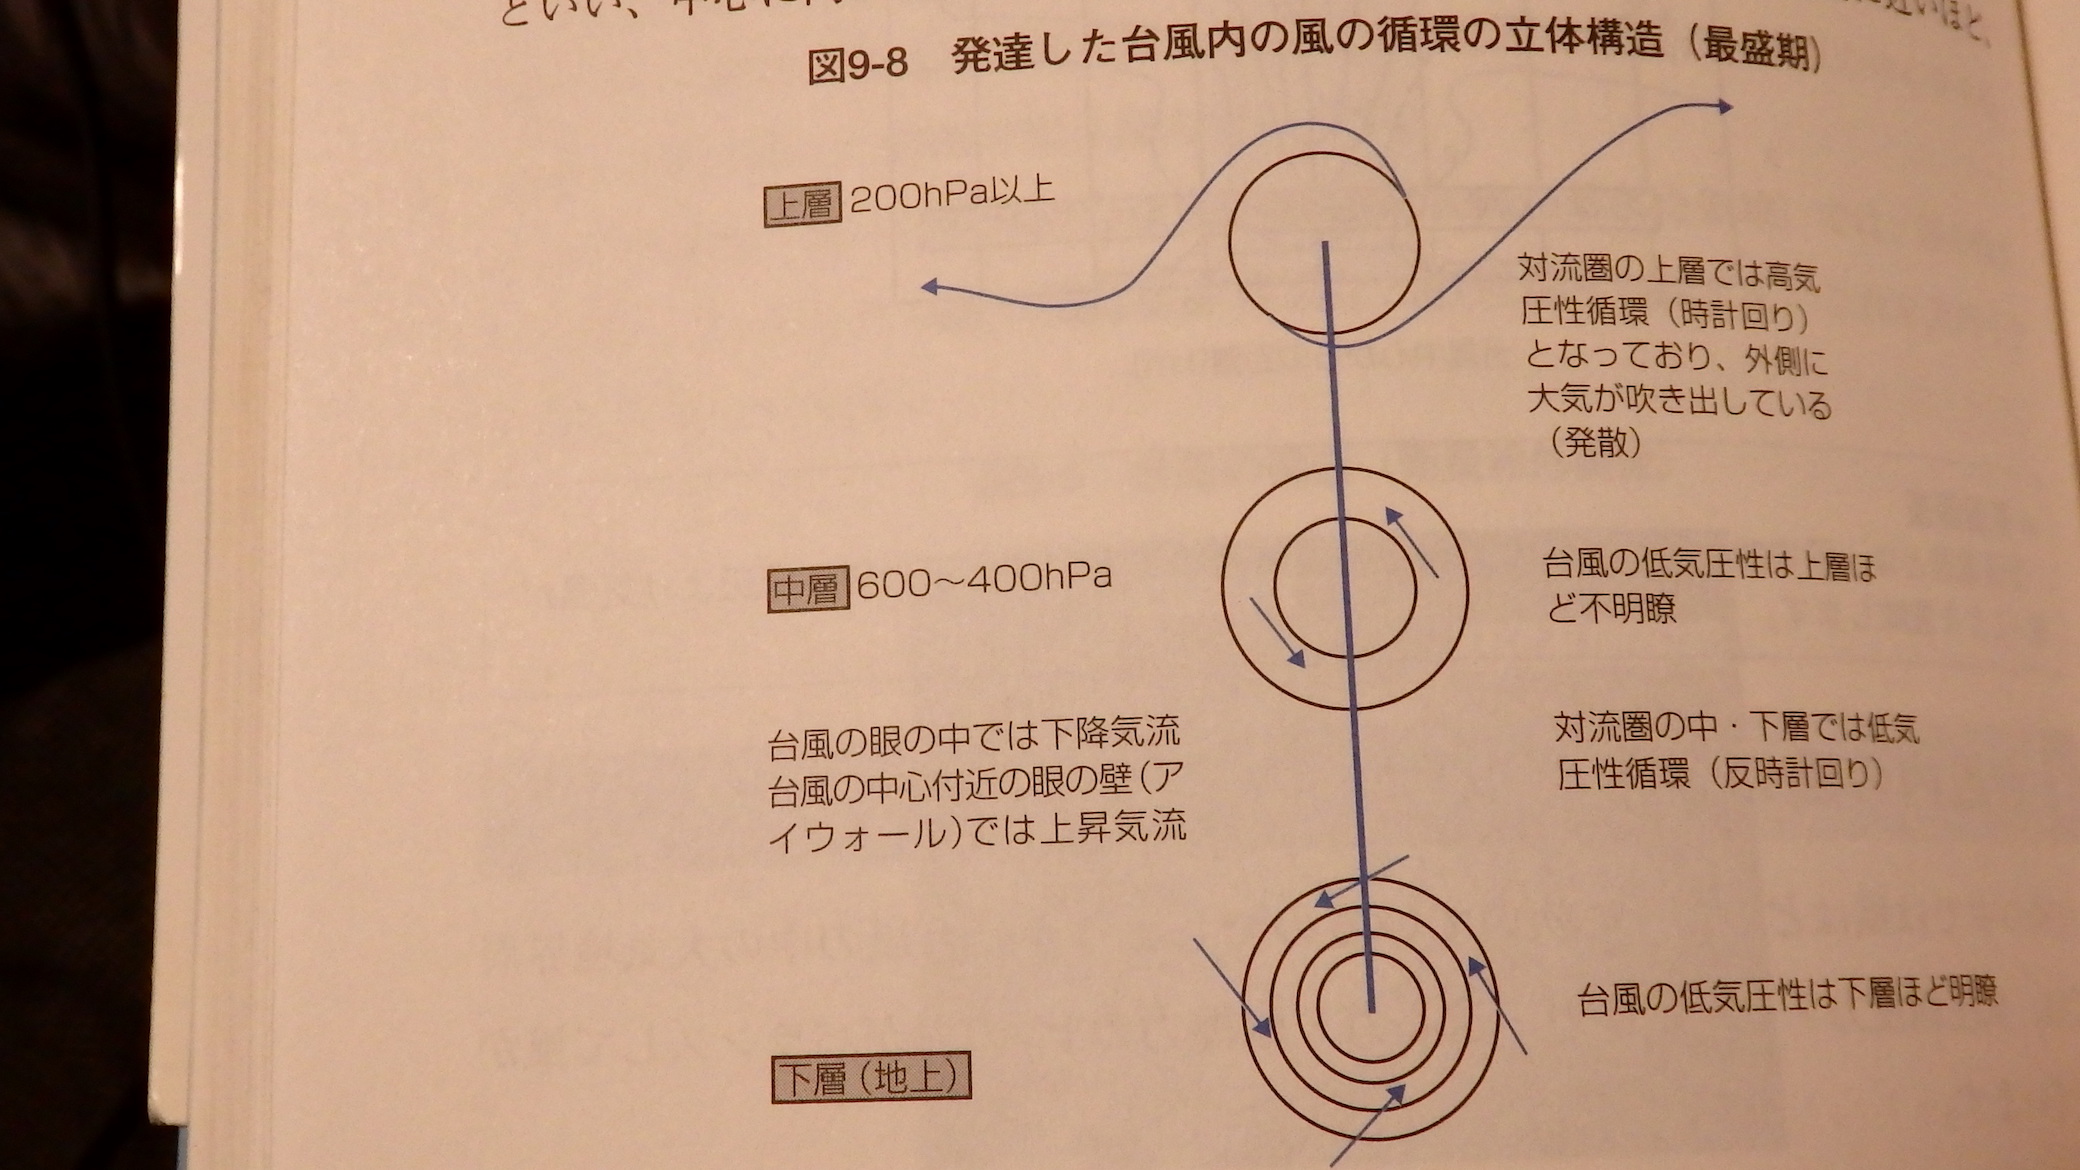 といい、中心に
近いほど、
図9-8　発達した台風内の風の循環の立体構造（最盛期）
上層 200hPa以上
対流圏の上層では高気
圧性循環（時計回り）
となっており、外側に
大気が吹き出している
（発散）
中層 600〜400hPa
台風の低気圧性は上層ほ
ど不明瞭
台風の眼の中では下降気流
台風の中心付近の眼の壁（ア
イウォール）では上昇気流
対流圏の中・下層では低気
圧性循環（反時計回り）
台風の低気圧性は下層ほど明瞭
下層（地上）